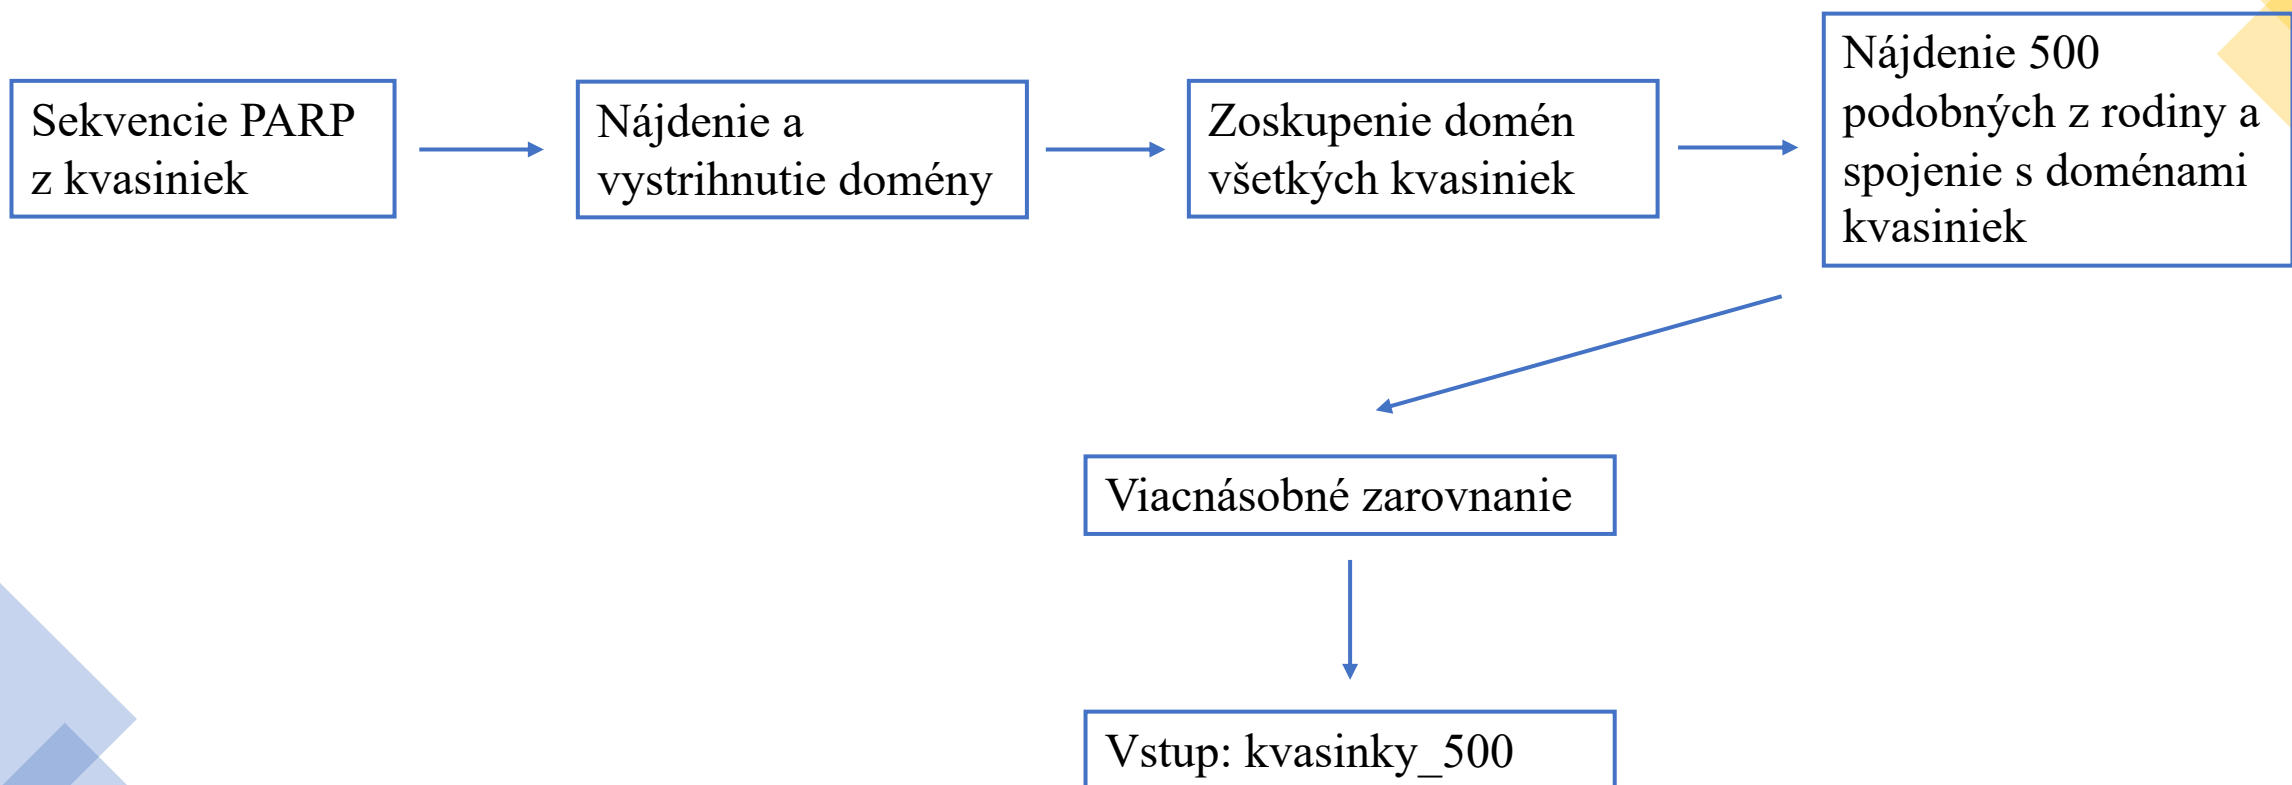 Sekvencie PARP
z kvasiniek
Nájdenie a
vystrihnutie domény
Zoskupenie domén
všetkých kvasiniek
Nájdenie 500
podobných z rodiny a
spojenie s doménami
kvasiniek
Viacnásobné zarovnanie
Vstup: kvasinky_500